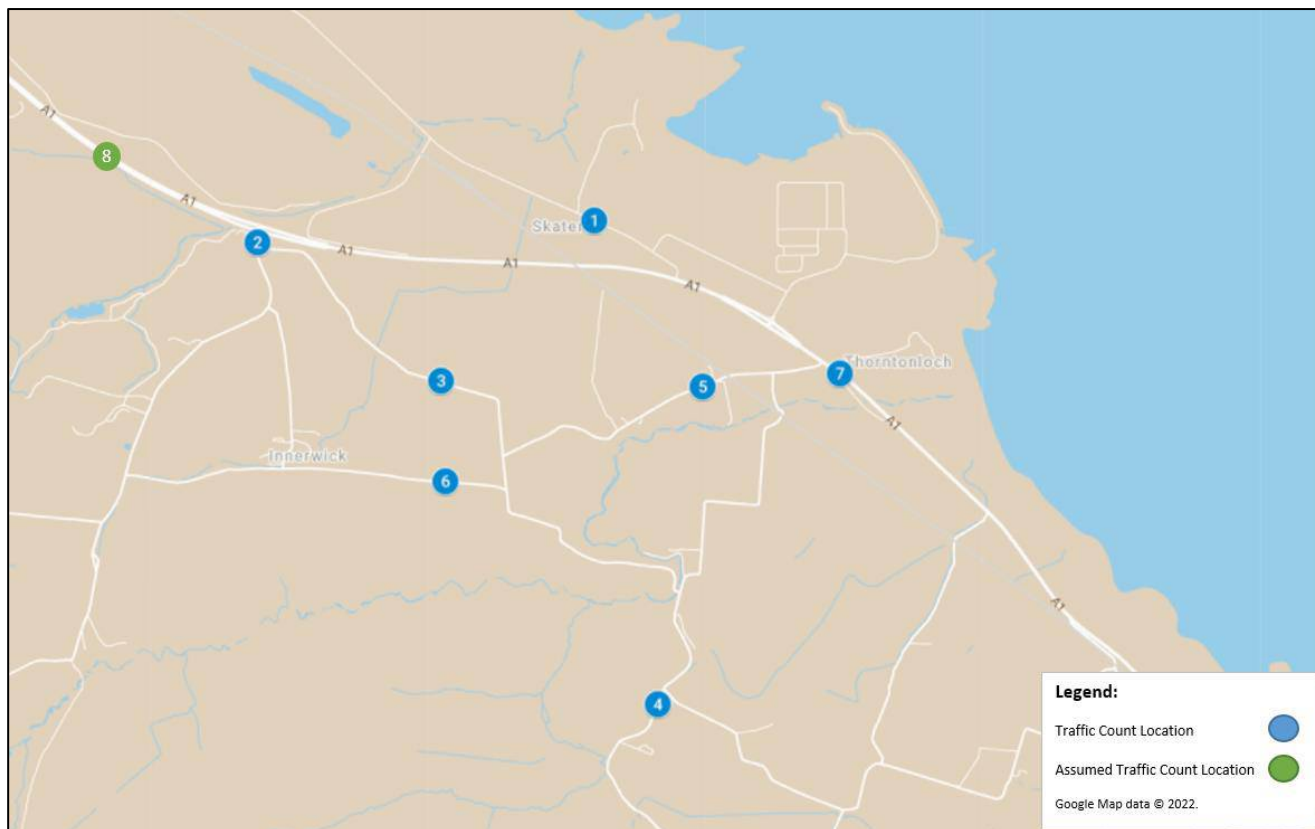 A1
8
A1
1
Skater
2
A1
A1
A1
3
5
7
Thorntonloch
A1
Innerwick
6
A1
4
Legend:
Traffic Count Location
Assumed Traffic Count Location
Google Map data © 2022.